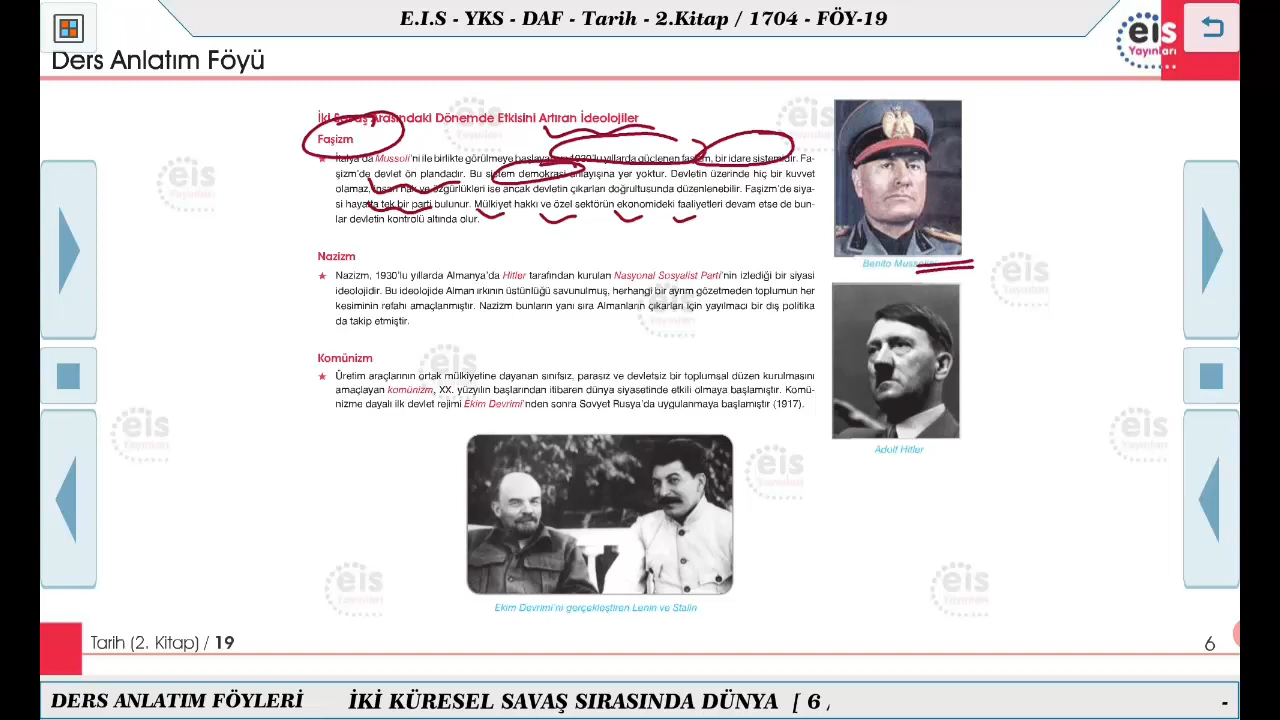 E.I.S - YKS - DAF - Tarih - 2.Kitap / 1704 - FÖY-19
eis
Yayınları
Ders Anlatım Föyü
İki Savaş Arasındaki Dönemde Etkisini Artıran İdeolojiler
Faşizm
★ İtalya'da Mussoli'ni ile birlikte görülmeye başlayan, 1930'lu yıllarda güçlenen faşizm, bir idare sistemidir. Fa-
şizm'de devlet ön plandadır. Bu sistem demokrasi anlayışına yer yoktur. Devletin üzerinde hiç bir kuvvet
olamaz, insan hak ve özgürlükleri ise ancak devletin çıkarları doğrultusunda düzenlenebilir. Faşizm'de siya-
si hayatta tek bir parti bulunur. Mülkiyet hakkı ve özel sektörün ekonomideki faaliyetleri devam etse de bun-
lar devletin kontrolü altında olur.
Benito Mussolini
Nazizm
★ Nazizm, 1930'lu yıllarda Almanya'da Hitler tarafından kurulan Nasyonal Sosyalist Parti'nin izlediği bir siyasi
ideolojidir. Bu ideolojide Alman ırkının üstünlüğü savunulmuş, herhangi bir ayrım gözetmeden toplumun her
kesiminin refahı amaçlanmıştır. Nazizm bunların yanı sıra Almanların çıkarları için yayılmacı bir dış politika
da takip etmiştir.
Komünizm
★ Üretim araçlarının ortak mülkiyetine dayanan sınıfsız, parasız ve devletsiz bir toplumsal düzen kurulmasını
amaçlayan komünizm, XX. yüzyılın başlarından itibaren dünya siyasetinde etkili olmaya başlamıştır. Komü-
nizme dayalı ilk devlet rejimi Ekim Devrimi'nden sonra Sovyet Rusya'da uygulanmaya başlamıştır (1917).
Adolf Hitler
Ekim Devrimi'ni gerçekleştiren Lenin ve Stalin
Tarih (2. Kitap) / 19
6
DERS ANLATIM FÖYLERİ İKİ KÜRESEL SAVAŞ SIRASINDA DÜNYA [ 6 / -